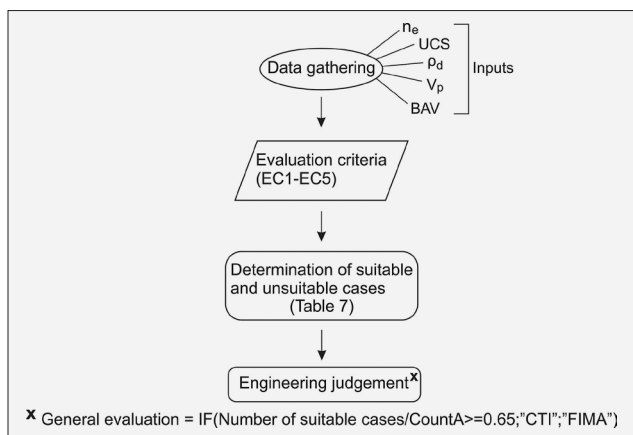 nₑ
UCS
Data gathering
ρd
Inputs
Vₚ
BAV
Evaluation criteria
(EC1-EC5)
Determination of suitable
and unsuitable cases
(Table 7)
Engineering judgementˣ
x General evaluation = IF(Number of suitable cases/CountA>=0.65;"CTI";"FIMA")